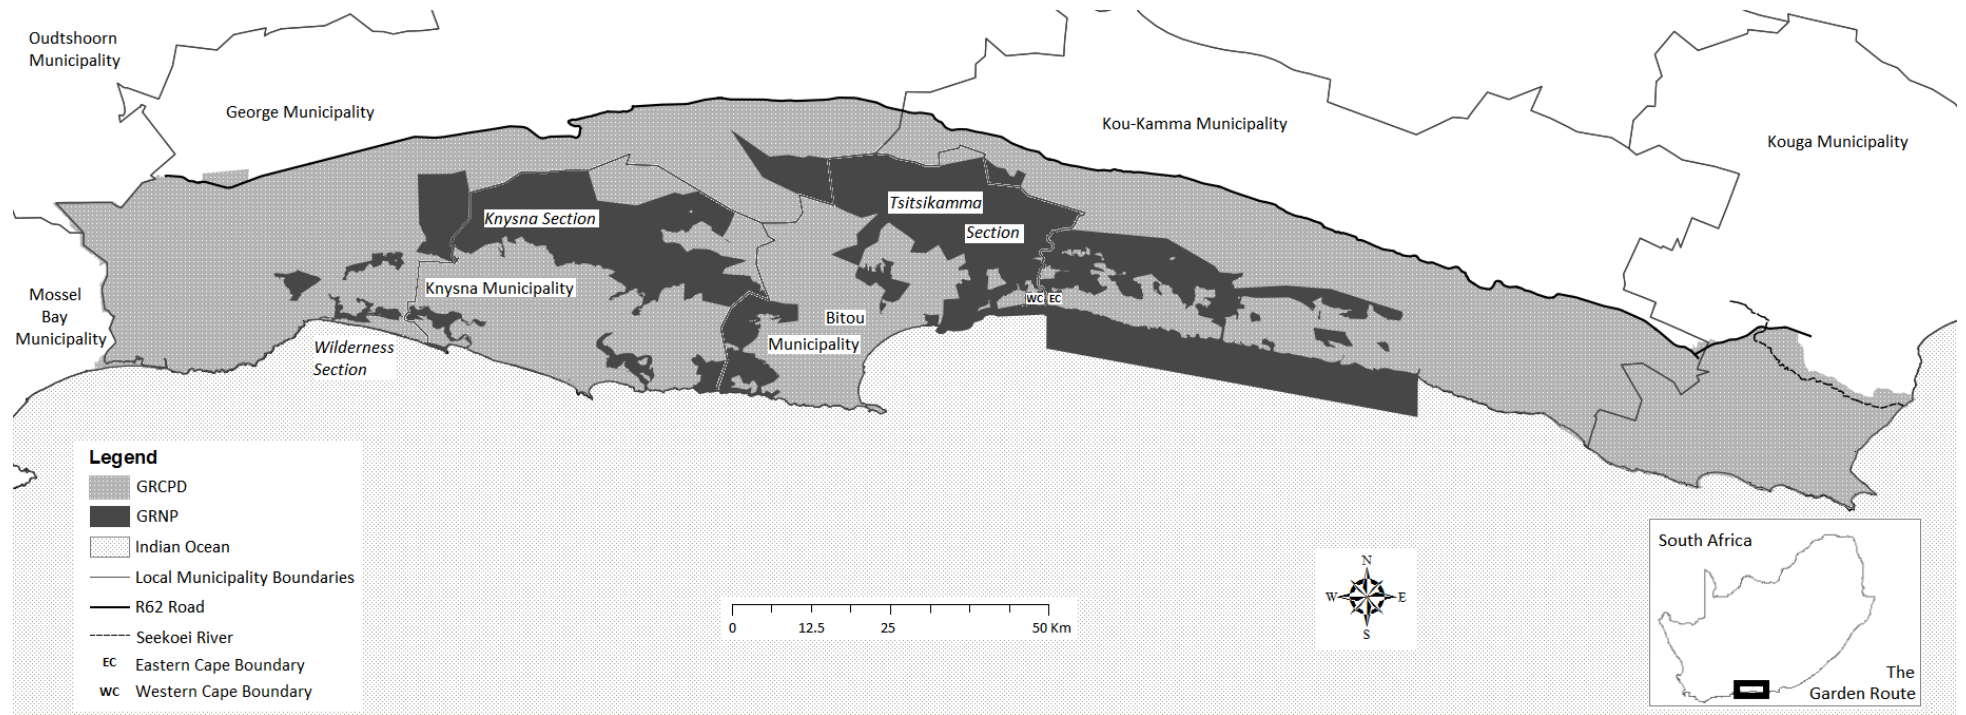 Oudtshoorn
Municipality
George Municipality
Kou-Kamma Municipality
Kouga Municipality
Knysna Section
Tsitsikamma
Section
Mossel
Bay
Municipality
Knysna Municipality
WC EC
Bitou
Municipality
Wilderness
Section
Legend
GRCPD
GRNP
Indian Ocean
Local Municipality Boundaries
R62 Road
Seekoei River
EC Eastern Cape Boundary
WC Western Cape Boundary
0 12.5 25 50 Km
N
W E
S
South Africa
The
Garden Route